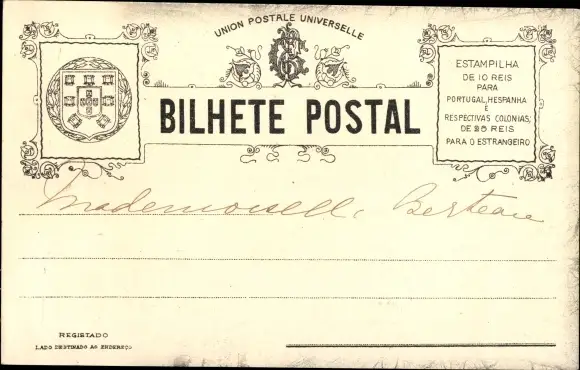 UNION POSTALE UNIVERSELLE
BILHETE POSTAL
ESTAMPILHA
DE 10 REIS
PARA
PORTUGAL, HESPANHA
E
RESPECTIVAS COLONIAS;
DE 25 REIS
PARA O ESTRANGEIRO
Mademoiselle Berteau
REGISTADO
LADO DESTINADO AO ENDEREÇO